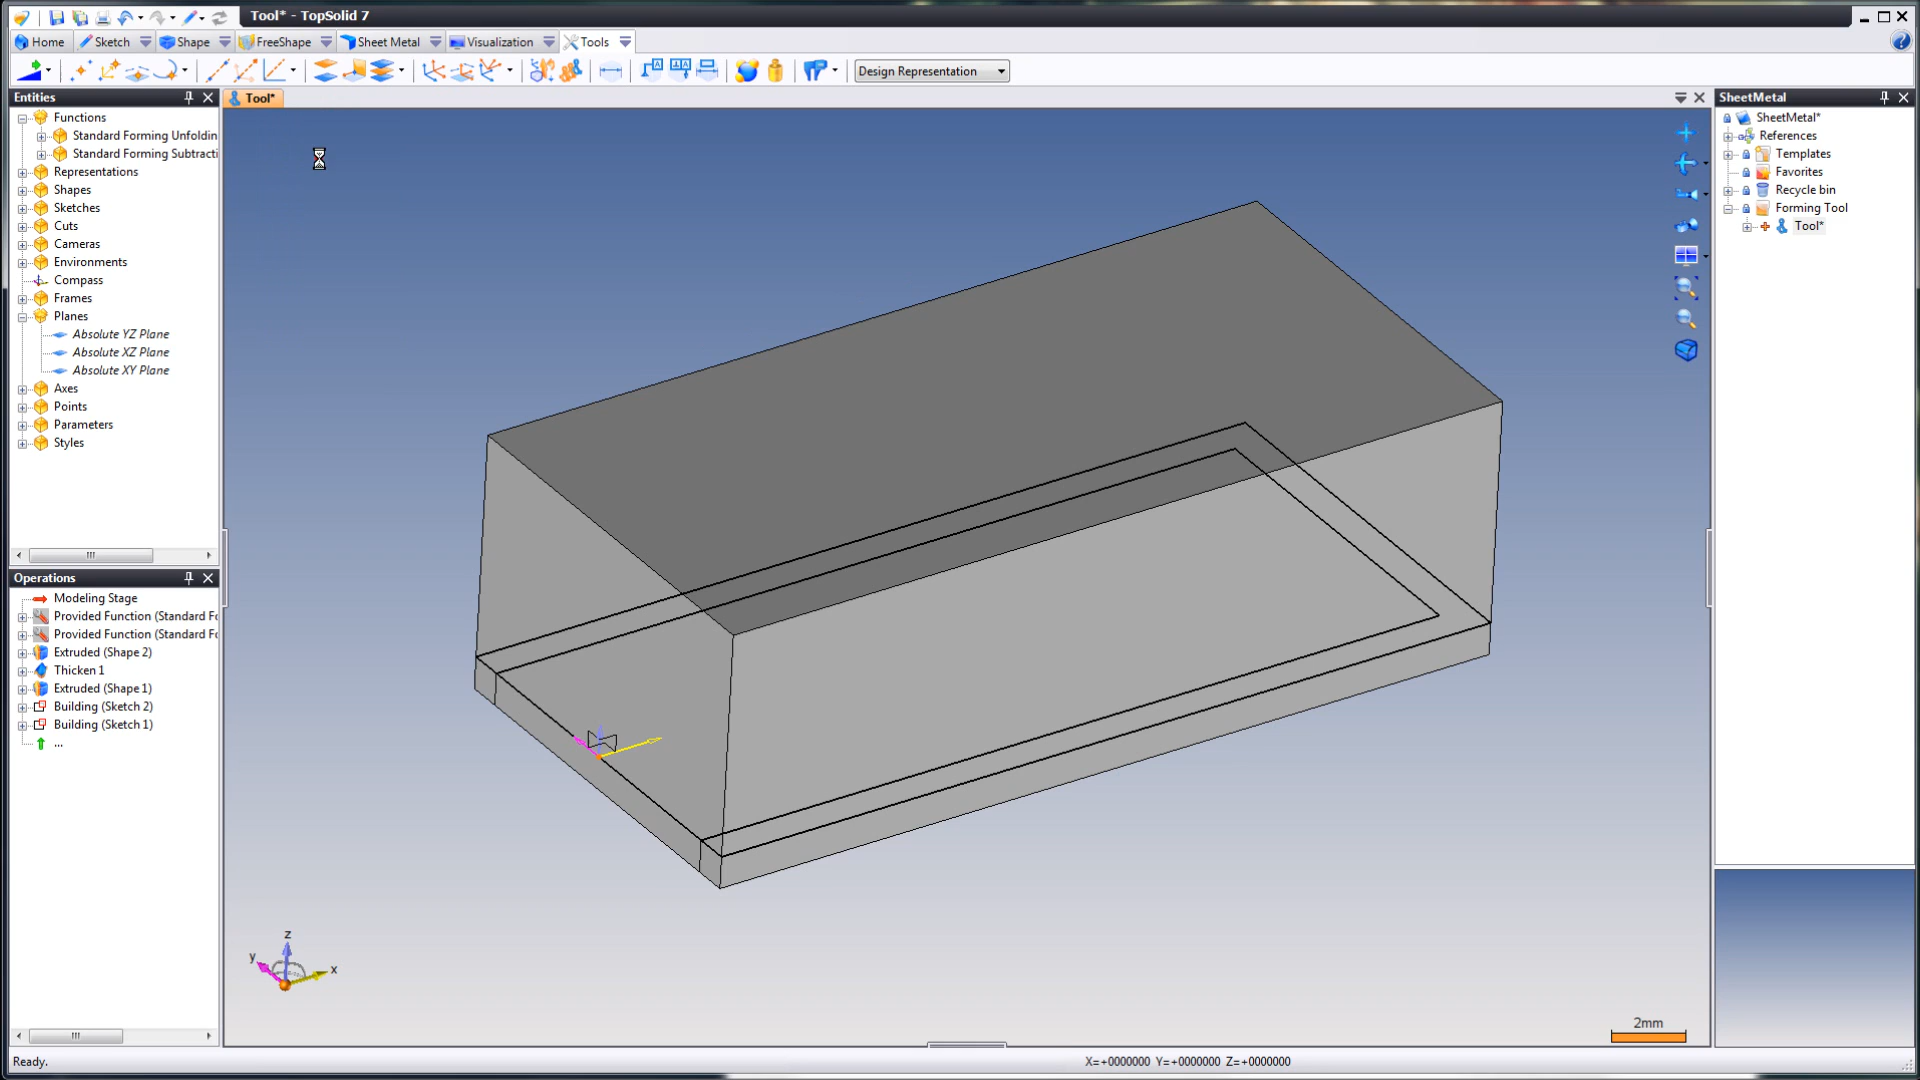 Tool* - TopSolid 7
Home
Sketch
Shape
FreeShape
Sheet Metal
Visualization
Tools
Design Representation
Entities
Tool*
SheetMetal
Functions
Standard Forming Unfoldin
Standard Forming Subtracti
Representations
Shapes
Sketches
Cuts
Cameras
Environments
Compass
Frames
Planes
Absolute YZ Plane
Absolute XZ Plane
Absolute XY Plane
Axes
Points
Parameters
Styles
SheetMetal*
References
Templates
Favorites
Recycle bin
Forming Tool
Tool*
Operations
Modeling Stage
Provided Function (Standard Fo
Provided Function (Standard Fo
Extruded (Shape 2)
Thicken 1
Extruded (Shape 1)
Building (Sketch 2)
Building (Sketch 1)
...
z
y
x
2mm
Ready.
X=+0000000 Y=+0000000 Z=+0000000